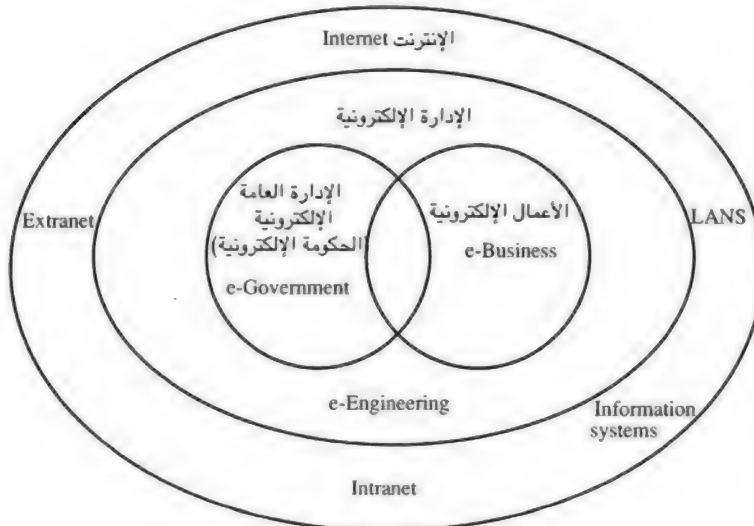 الإنترنت Internet
الإدارة الإلكترونية
الإدارة العامة
الإلكترونية
(الحكومة الإلكترونية)
e-Government
الأعمال الإلكترونية
e-Business
Extranet
LANS
e-Engineering
Information
systems
Intranet